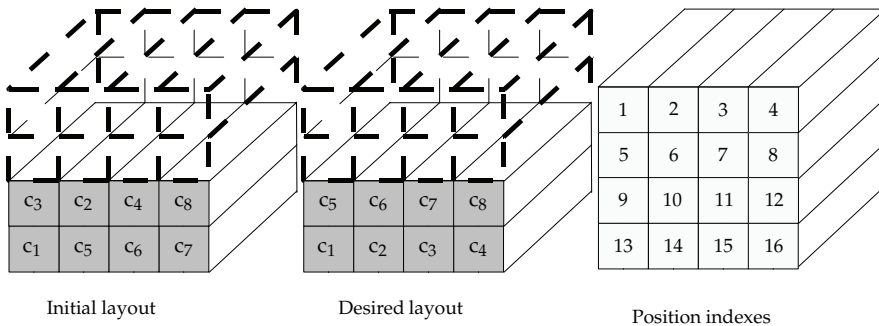 c3 c2 c4 c8
c1 c5 c6 c7
Initial layout
c5 c6 c7 c8
c1 c2 c3 c4
Desired layout
1 2 3 4
5 6 7 8
9 10 11 12
13 14 15 16
Position indexes